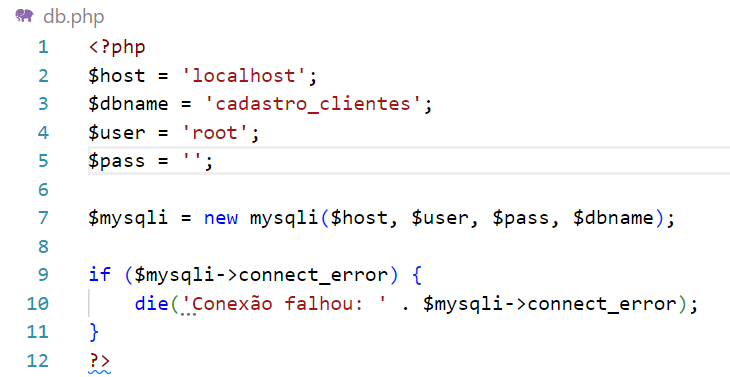 db.php
1 <?php
2 $host = 'localhost';
3 $dbname = 'cadastro_clientes';
4 $user = 'root';
5 $pass = '';
6
7 $mysqli = new mysqli($host, $user, $pass, $dbname);
8
9 if ($mysqli->connect_error) {
10     die('Conexão falhou: ' . $mysqli->connect_error);
11 }
12 ?>